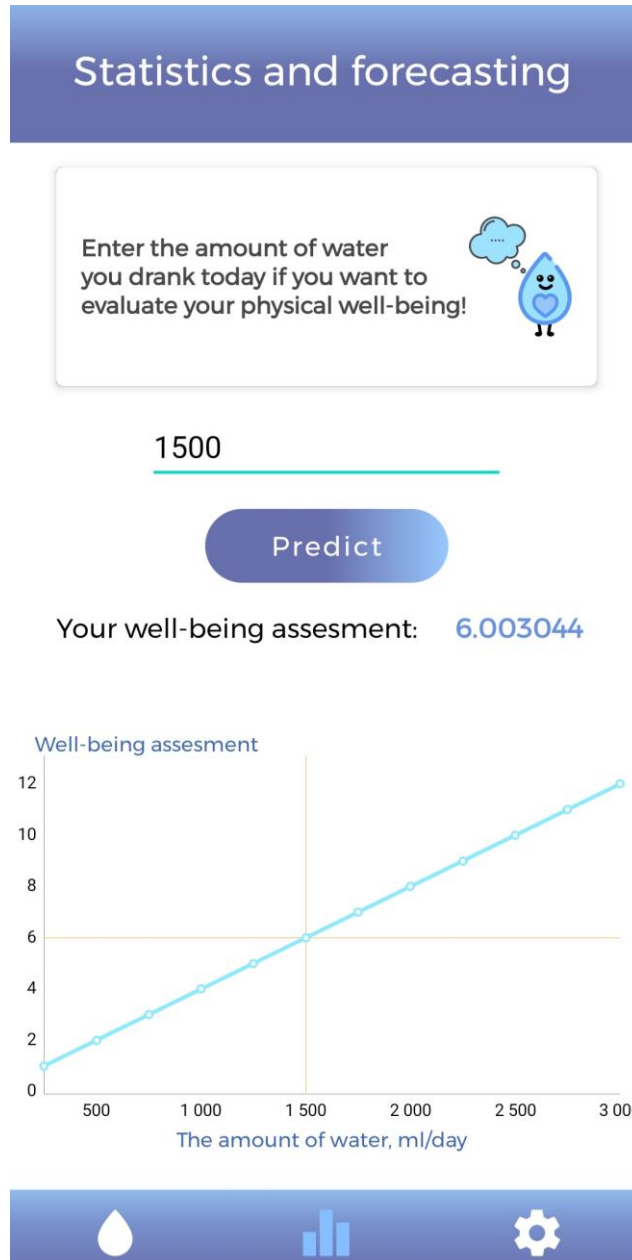 Statistics and forecasting
Enter the amount of water
you drank today if you want to
evaluate your physical well-being!
1500
Predict
Your well-being assesment: 6.003044
Well-being assesment
12
10
8
6
4
2
0
500 1 000 1 500 2 000 2 500 3 00
The amount of water, ml/day